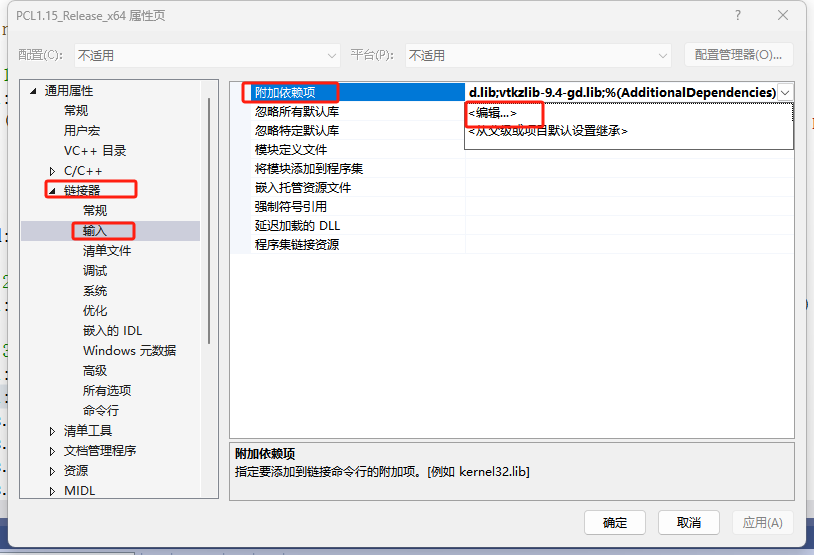 PCL1.15_Release_x64 属性页
?
配置(C):
不适用
平台(P):
不适用
配置管理器(O)...
通用属性
常规
用户宏
VC++ 目录
C/C++
链接器
常规
输入
清单文件
调试
系统
优化
嵌入的 IDL
Windows 元数据
高级
所有选项
命令行
清单工具
文档管理程序
资源
MIDL
附加依赖项
d.lib;vtkzlib-9.4-gd.lib;%(AdditionalDependencies)
<编辑...>
<从父级或项目默认设置继承>
忽略所有默认库
忽略特定默认库
模块定义文件
将模块添加到程序集
嵌入托管资源文件
强制符号引用
延迟加载的 DLL
程序集链接资源
附加依赖项
指定要添加到链接命令行的附加项。[例如 kernel32.lib]
确定
取消
应用(A)